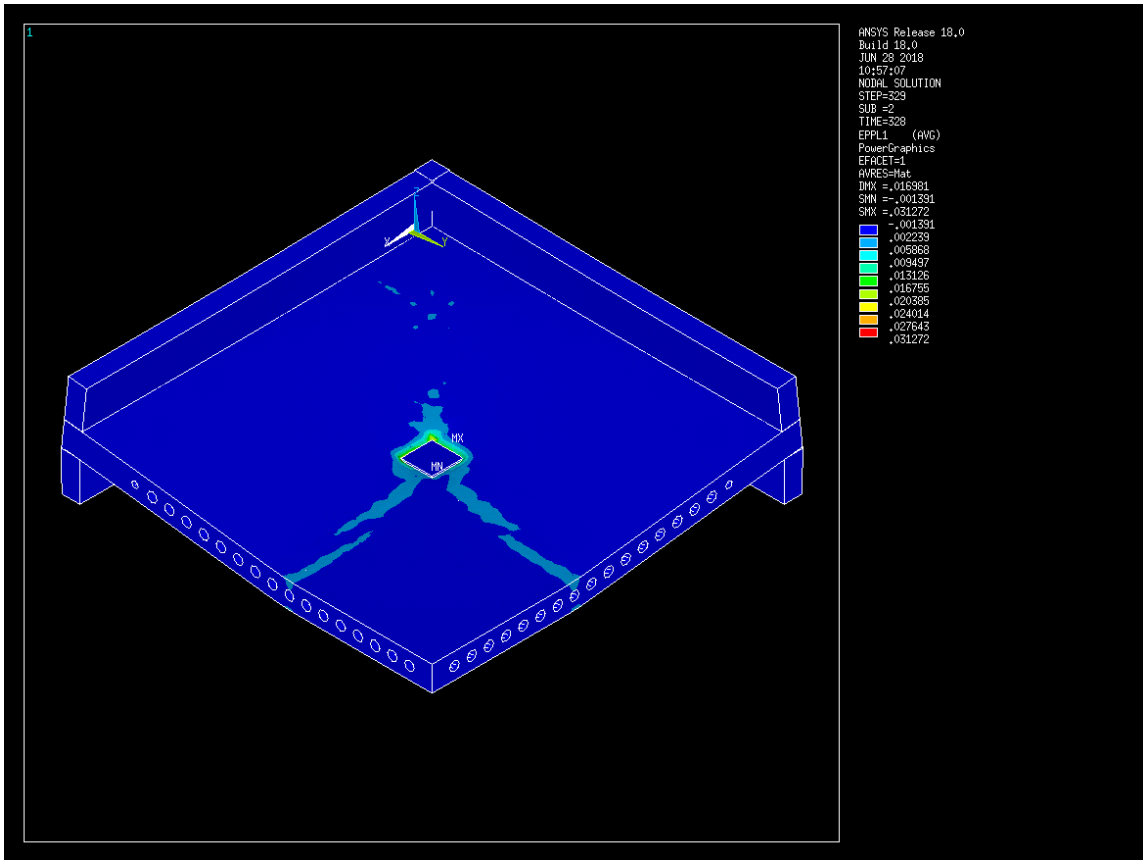 1
ANSYS Release 18.0
Build 18.0
JUN 28 2018
10:57:07
NODAL SOLUTION
STEP=329
SUB =2
TIME=328
EPPL1 (AVG)
PowerGraphics
EFACET=1
AVRES=Mat
DMX =.016981
SMN =-.001391
SMX =.031272
-.001391
.002239
.005868
.009497
.013126
.016755
.020385
.024014
.027643
.031272
Z
X
Y
MX
MN